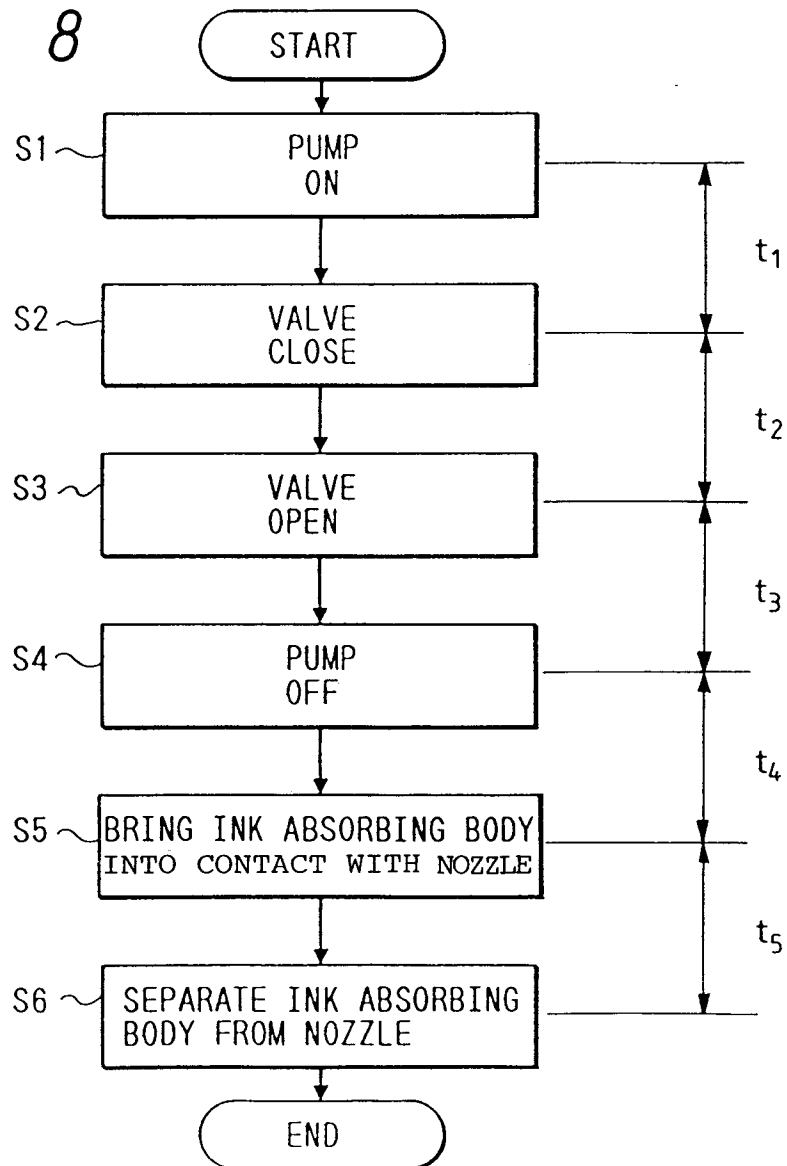 8
START
S1
PUMP
ON
t1
S2
VALVE
CLOSE
t2
S3
VALVE
OPEN
t3
S4
PUMP
OFF
t4
S5
BRING INK ABSORBING BODY
INTO CONTACT WITH NOZZLE
t5
S6
SEPARATE INK ABSORBING
BODY FROM NOZZLE
END